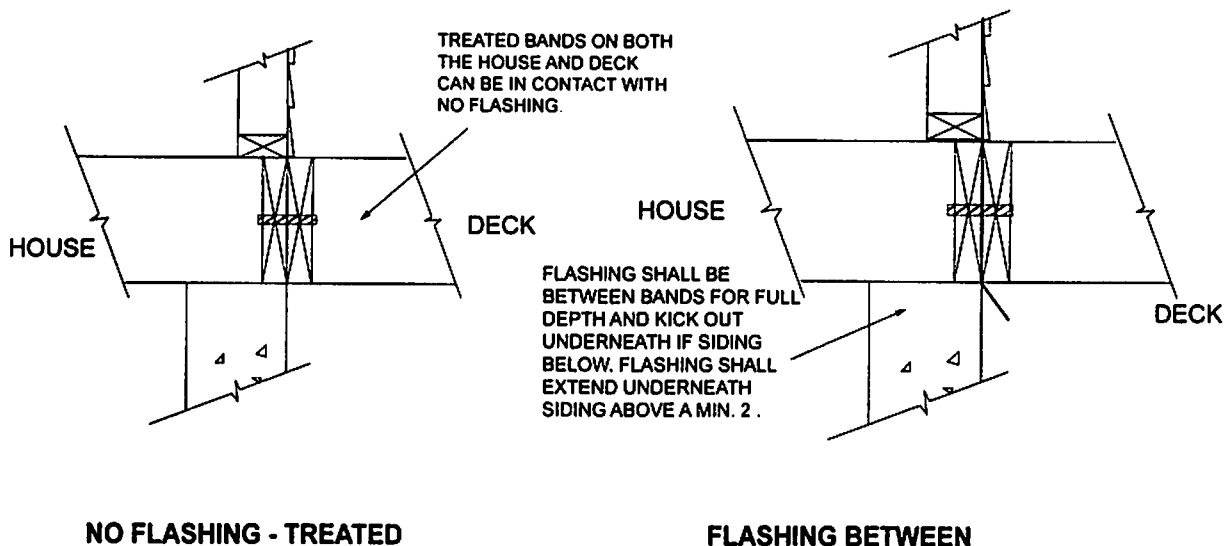 TREATED BANDS ON BOTH
THE HOUSE AND DECK
CAN BE IN CONTACT WITH
NO FLASHING.
HOUSE
DECK
NO FLASHING - TREATED
HOUSE
FLASHING SHALL BE
BETWEEN BANDS FOR FULL
DEPTH AND KICK OUT
UNDERNEATH IF SIDING
BELOW. FLASHING SHALL
EXTEND UNDERNEATH
SIDING ABOVE A MIN. 2 .
DECK
FLASHING BETWEEN